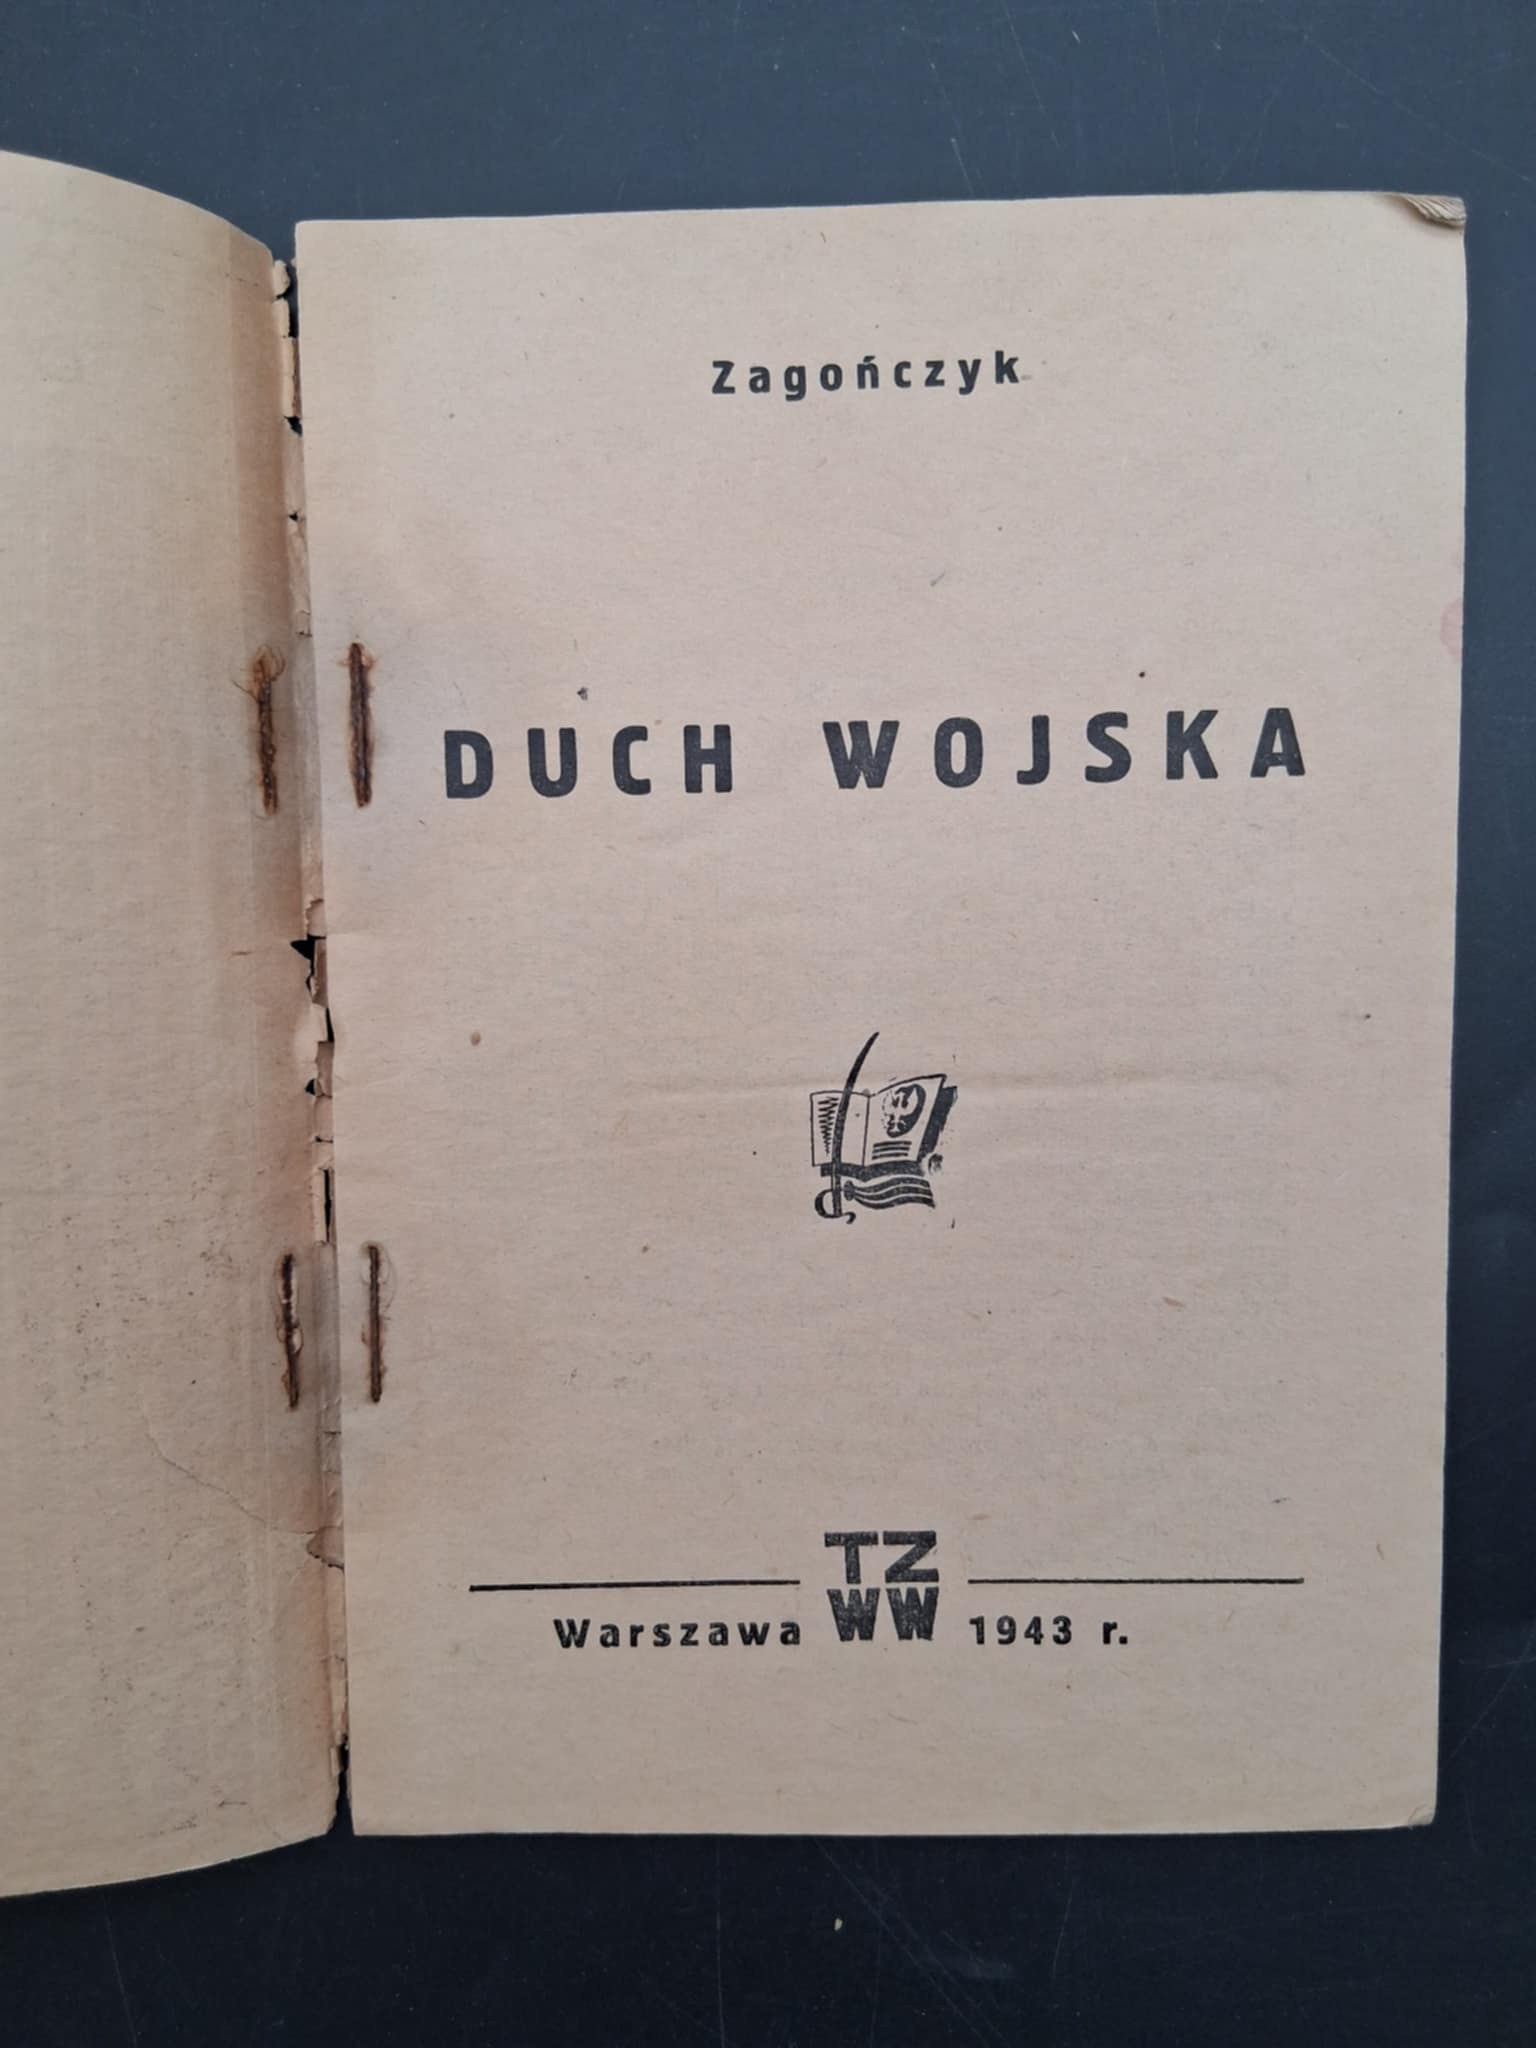 Zagończyk
DUCH WOJSKA
TZ
WW
Warszawa 1943 r.